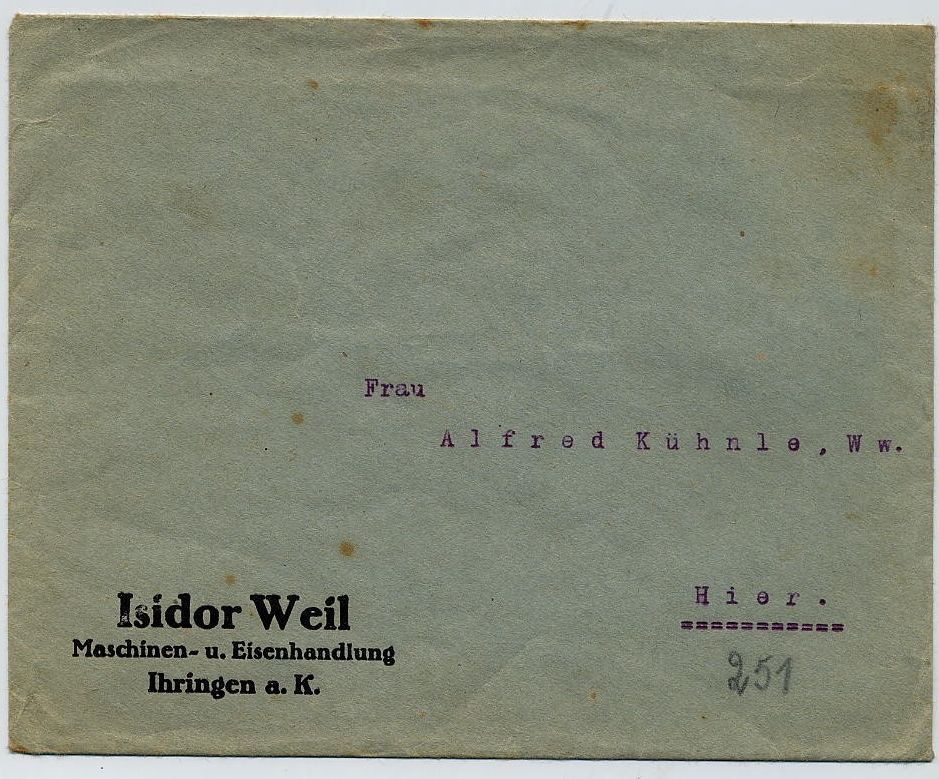 Frau
Alfred Kühnle, Ww.
Hier.
===========
251
Isidor Weil
Maschinen- u. Eisenhandlung
Ihringen a. K.